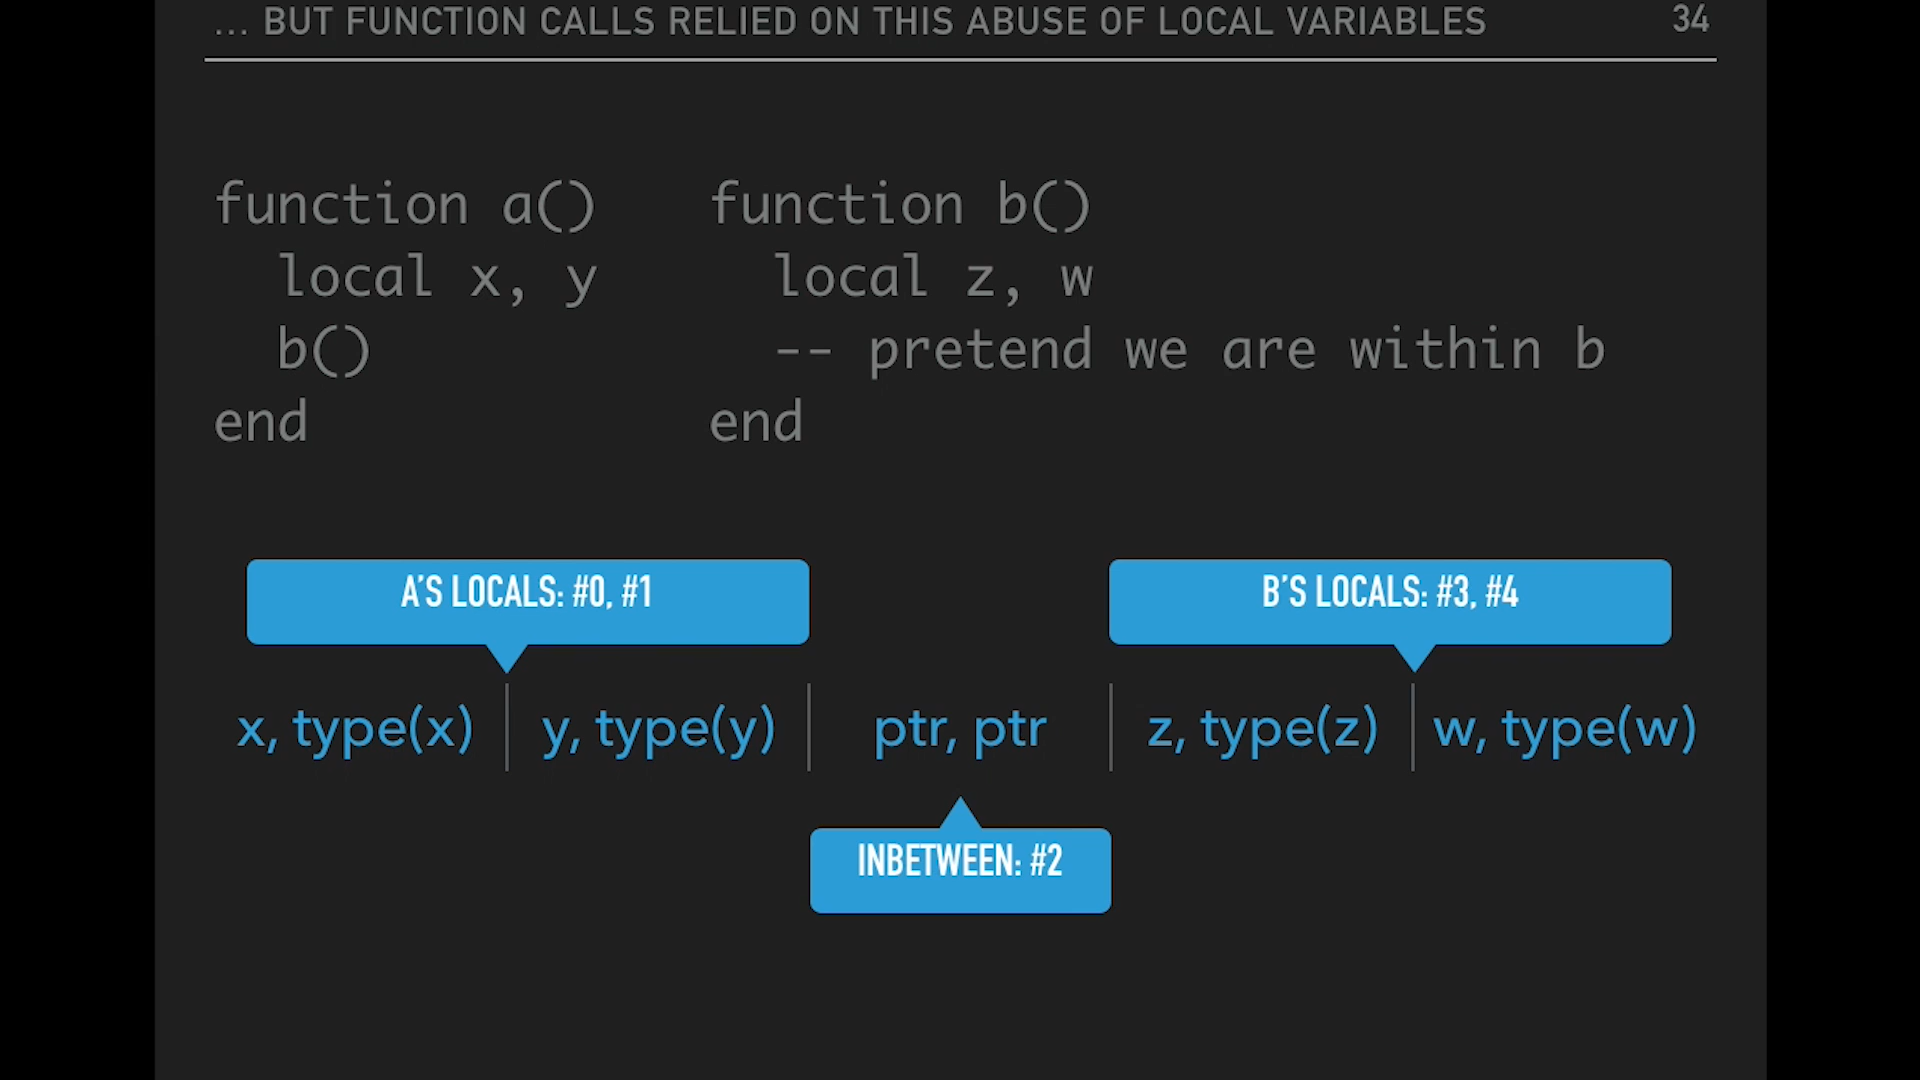 ... BUT FUNCTION CALLS RELIED ON THIS ABUSE OF LOCAL VARIABLES 34
function a() function b()
local x, y local z, w
b() -- pretend we are within b
end end
A'S LOCALS: #0, #1 B'S LOCALS: #3, #4
x, type(x) y, type(y) ptr, ptr z, type(z) w, type(w)
INBETWEEN: #2